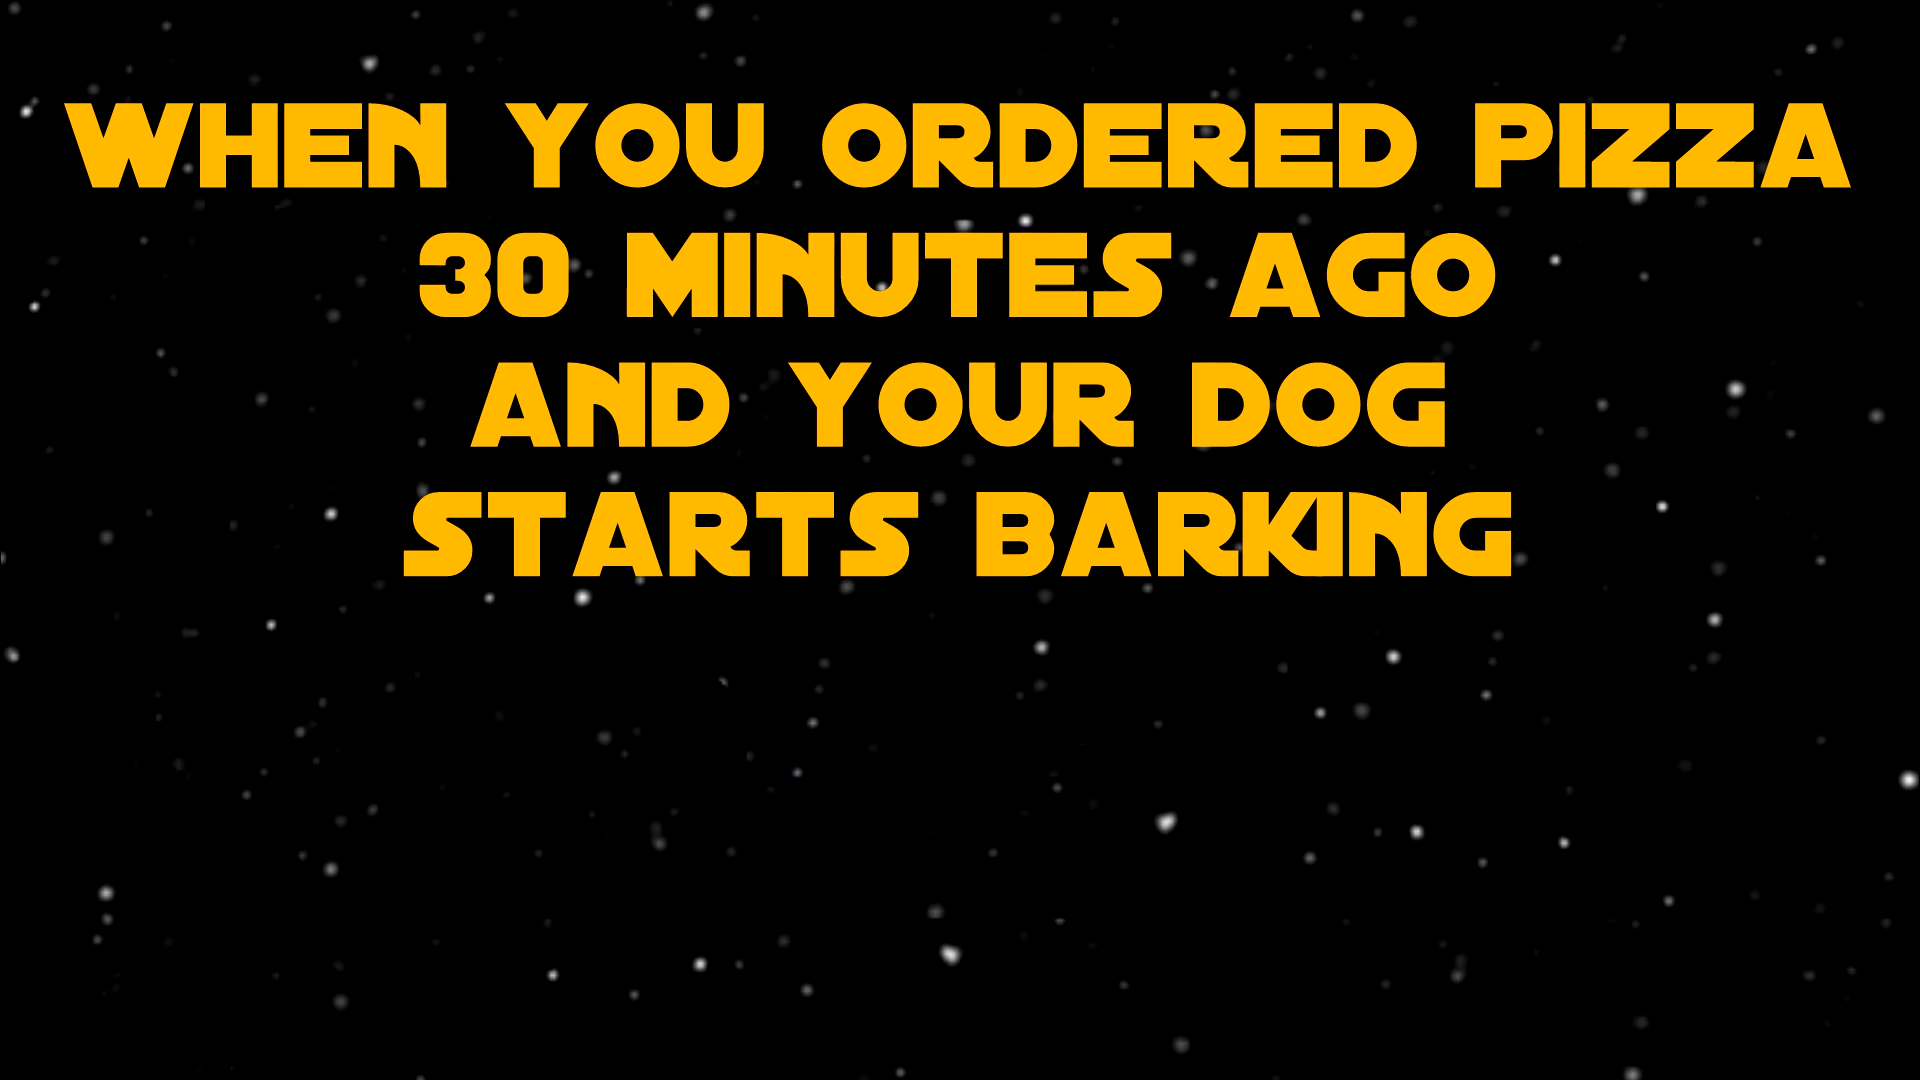 WHEN YOU ORDERED PIZZA
30 MINUTES AGO
AND YOUR DOG
STARTS BARKING